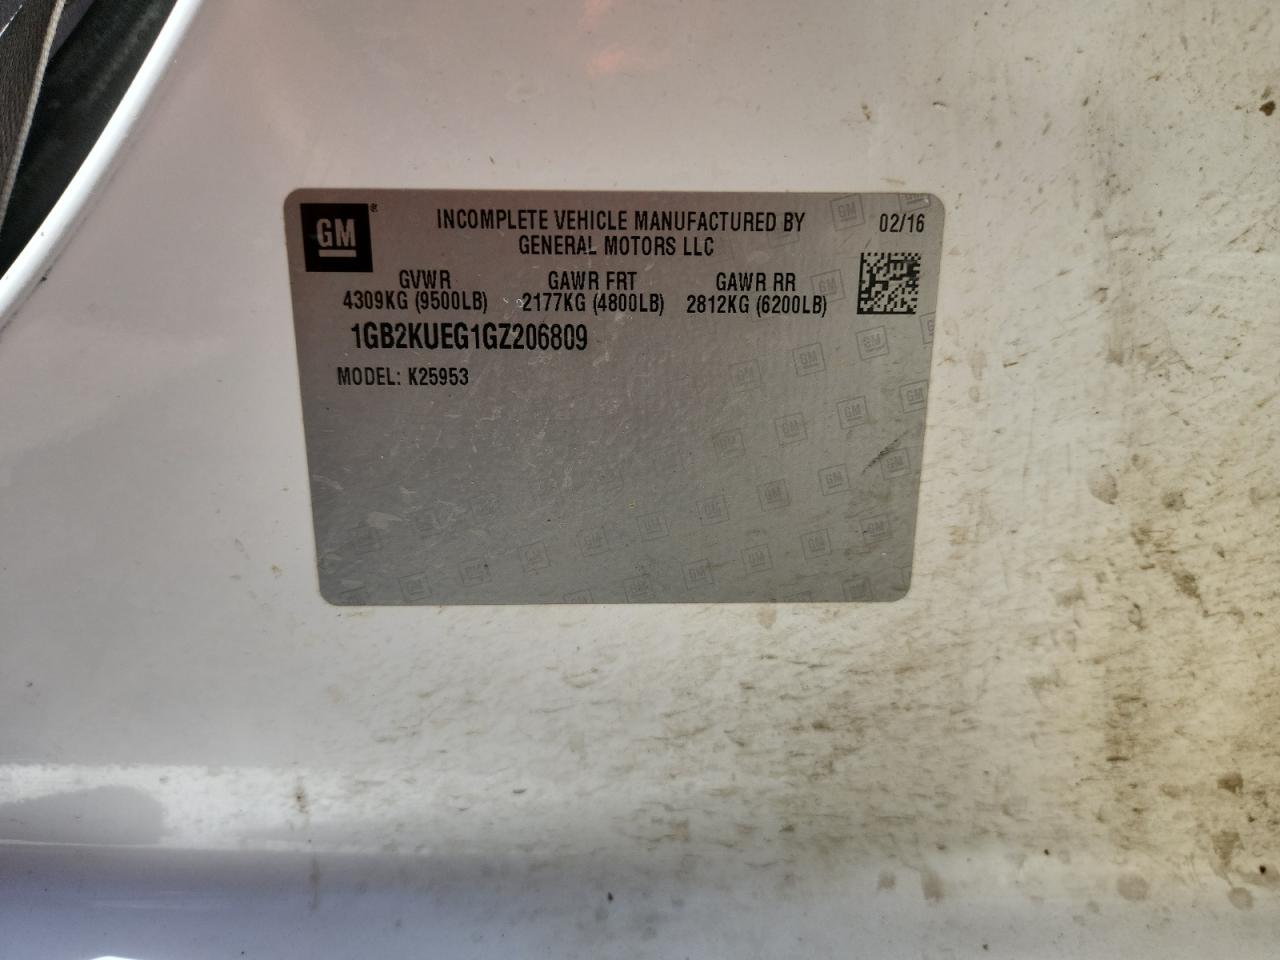 GM®
INCOMPLETE VEHICLE MANUFACTURED BY
GENERAL MOTORS LLC
02/16
GVWR GAWR FRT GAWR RR
4309KG (9500LB) 2177KG (4800LB) 2812KG (6200LB)
1GB2KUEG1GZ206809
MODEL: K25953